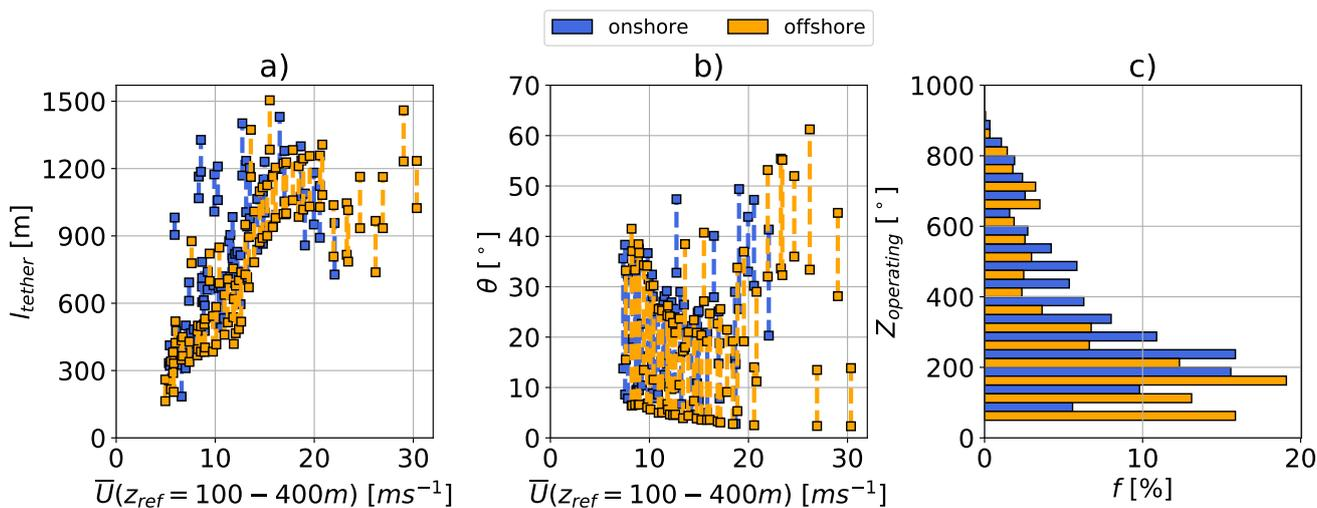 onshore offshore
a) b) c)
1500
1200
900
600
300
0
l_tether [m]
0 10 20 30
U̅(z_ref = 100 − 400m) [ms⁻¹]
70
60
50
40
30
20
10
0
θ [°]
0 10 20 30
U̅(z_ref = 100 − 400m) [ms⁻¹]
1000
800
600
400
200
0
Z_operating [°]
0 10 20
f [%]